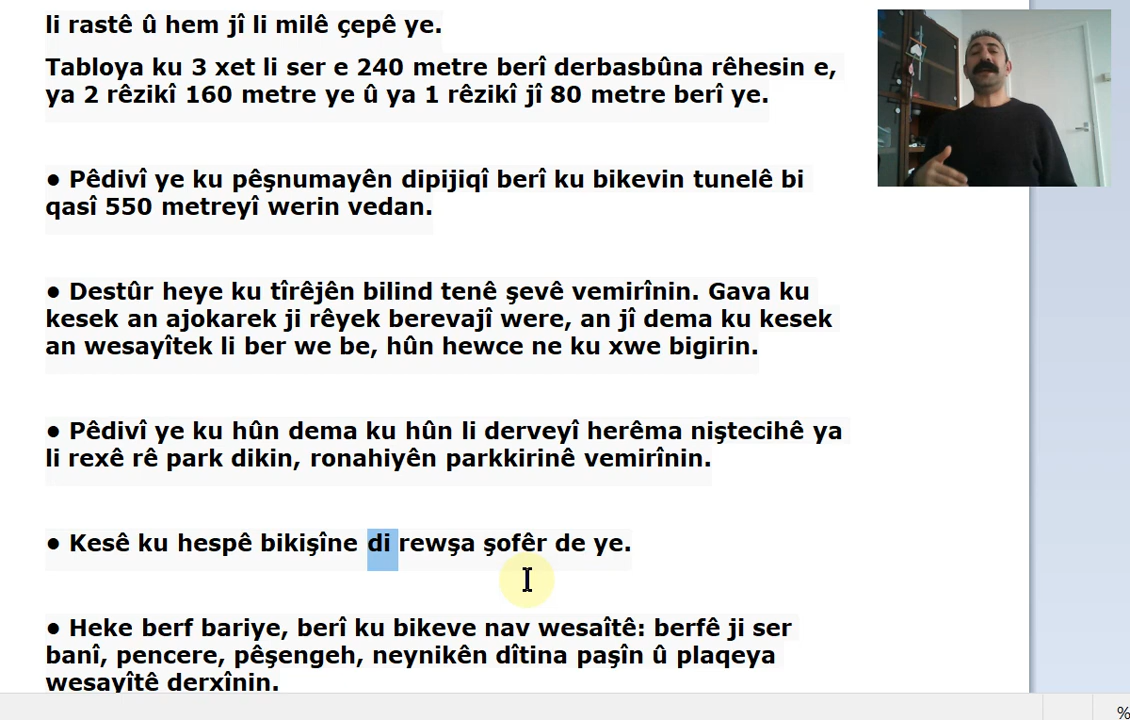 li rastê û hem jî li milê çepê ye.
Tabloya ku 3 xet li ser e 240 metre berî derbasbûna rêhesin e,
ya 2 rêzikî 160 metre ye û ya 1 rêzikî jî 80 metre berî ye.
• Pêdivî ye ku pêşnumayên dipijiqî berî ku bikevin tunelê bi
qasî 550 metreyî werin vedan.
• Destûr heye ku tîrêjên bilind tenê şevê vemirînin. Gava ku
kesek an ajokarek ji rêyek berevajî were, an jî dema ku kesek
an wesayîtek li ber we be, hûn hewce ne ku xwe bigirin.
• Pêdivî ye ku hûn dema ku hûn li derveyî herêma niştecihê ya
li rexê rê park dikin, ronahiyên parkkirinê vemirînin.
• Kesê ku hespê bikişîne di rewşa şofêr de ye.
• Heke berf bariye, berî ku bikeve nav wesaîtê: berfê ji ser
banî, pencere, pêşengeh, neynikên dîtina paşîn û plaqeya
wesayîtê derxînin.
%